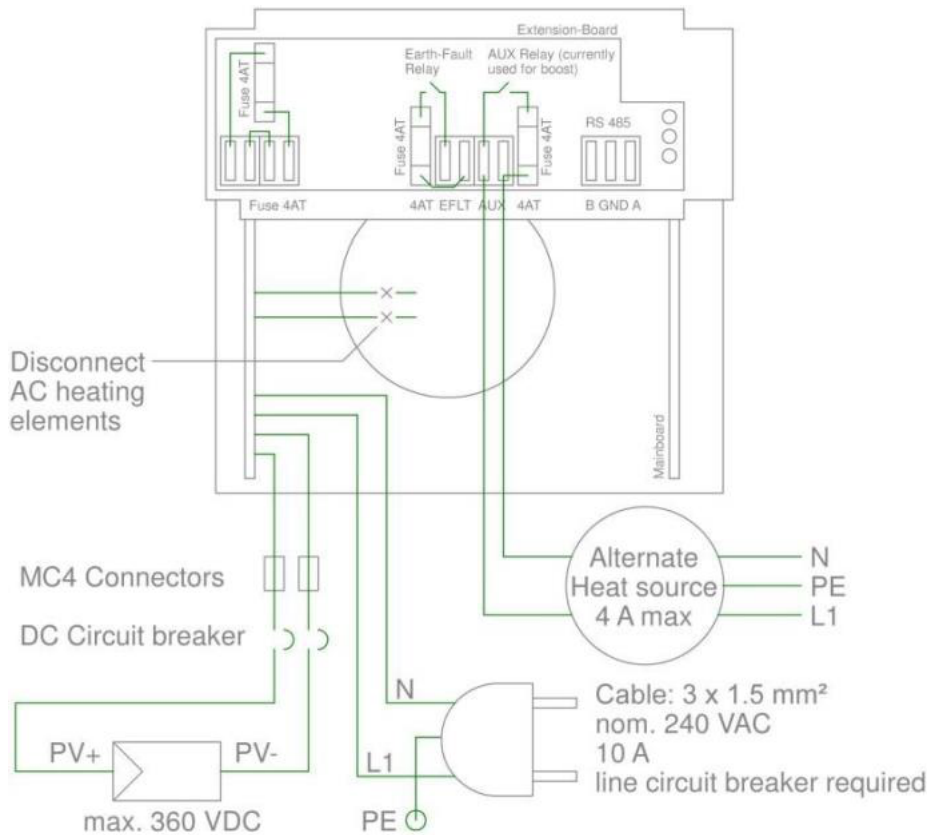 Extension-Board
Earth-Fault
Relay
AUX Relay (currently
used for boost)
Fuse 4AT
Fuse 4AT
Fuse 4AT
RS 485
Fuse 4AT
4AT EFLT AUX 4AT
B GND A
Disconnect
AC heating
elements
Mainboard
MC4 Connectors
DC Circuit breaker
Alternate
Heat source
4 A max
N
PE
L1
N
L1
PE
PV+
PV-
max. 360 VDC
Cable: 3 x 1.5 mm²
nom. 240 VAC
10 A
line circuit breaker required